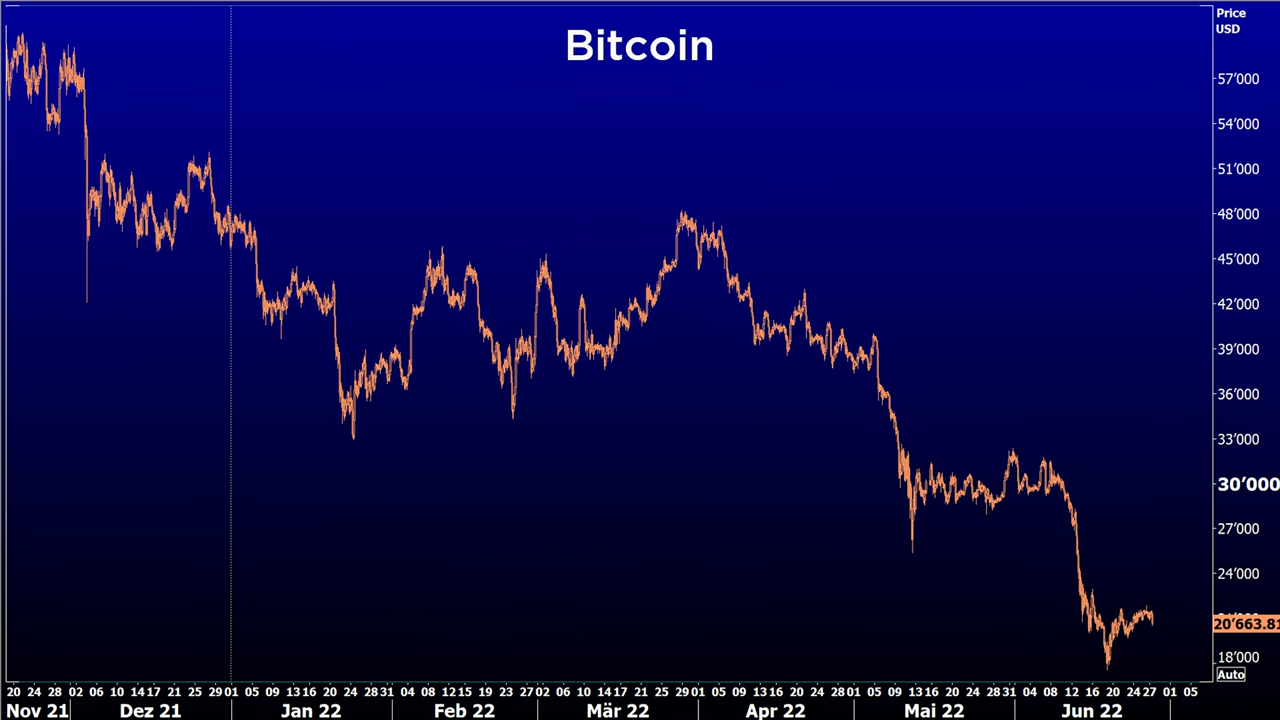 Bitcoin
Price
USD
57'000
54'000
51'000
48'000
45'000
42'000
39'000
36'000
33'000
30'000
27'000
24'000
20'663.81
18'000
Auto
20 24 28 02 06 10 14 17 21 25 29 01 05 09 13 16 20 24 28 31 04 08 12 15 19 23 27 02 06 10 14 17 21 25 29 01 05 09 13 16 20 24 28 01 05 09 13 16 20 24 28 31 04 08 12 16 20 24 27 01 05
Nov 21 Dez 21 Jan 22 Feb 22 Mär 22 Apr 22 Mai 22 Jun 22